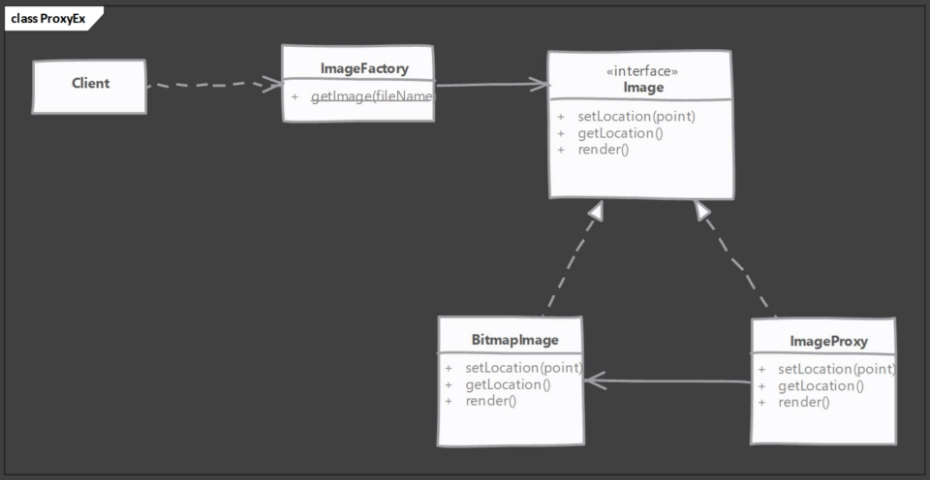 class ProxyEx
Client
ImageFactory
+ getImage(fileName)
«interface»
Image
+ setLocation(point)
+ getLocation()
+ render()
BitmapImage
+ setLocation(point)
+ getLocation()
+ render()
ImageProxy
+ setLocation(point)
+ getLocation()
+ render()